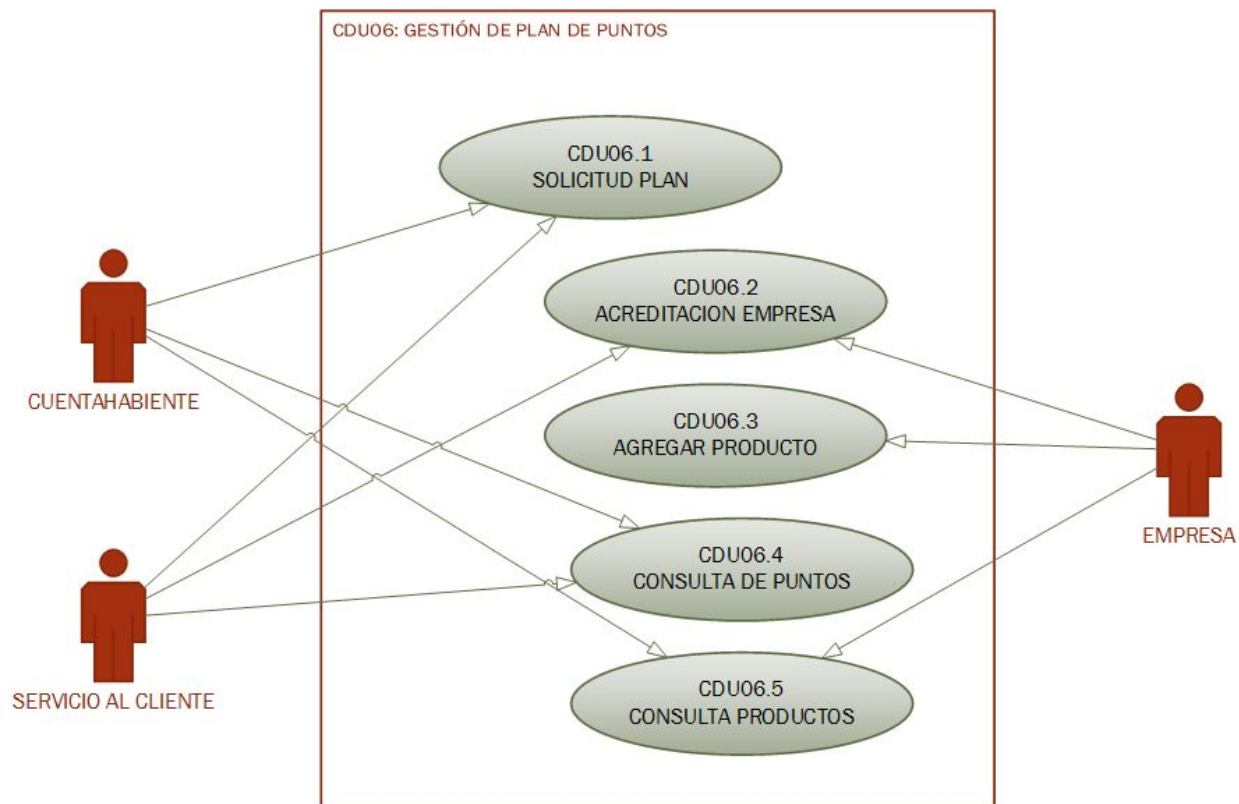 CDU06: GESTIÓN DE PLAN DE PUNTOS
CDU06.1
SOLICITUD PLAN
CDU06.2
ACREDITACION EMPRESA
CUENTAHABIENTE
CDU06.3
AGREGAR PRODUCTO
EMPRESA
CDU06.4
CONSULTA DE PUNTOS
SERVICIO AL CLIENTE
CDU06.5
CONSULTA PRODUCTOS